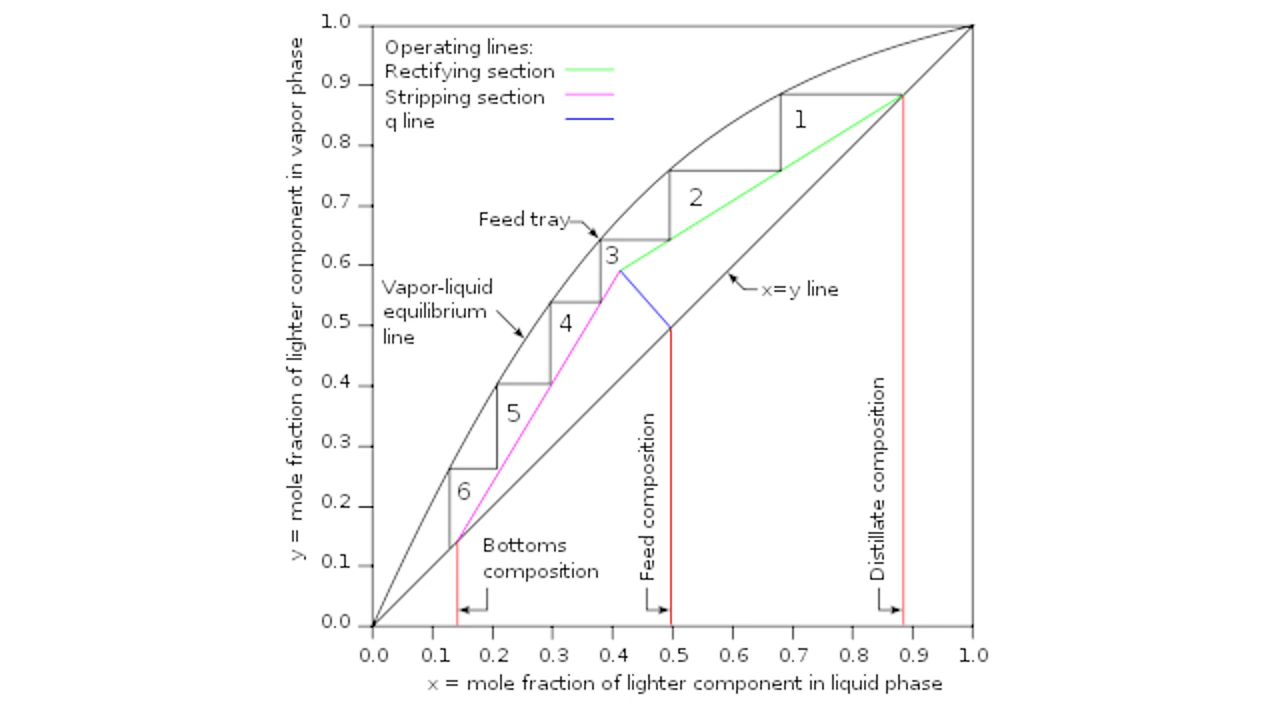 1.0
0.9
0.8
0.7
0.6
0.5
0.4
0.3
0.2
0.1
0.0
y = mole fraction of lighter component in vapor phase
Operating lines:
Rectifying section
Stripping section
q line
1
2
Feed tray
3
Vapor-liquid
equilibrium
line
x=y line
4
5
6
Bottoms
composition
Feed composition
Distillate composition
0.0 0.1 0.2 0.3 0.4 0.5 0.6 0.7 0.8 0.9 1.0
x = mole fraction of lighter component in liquid phase